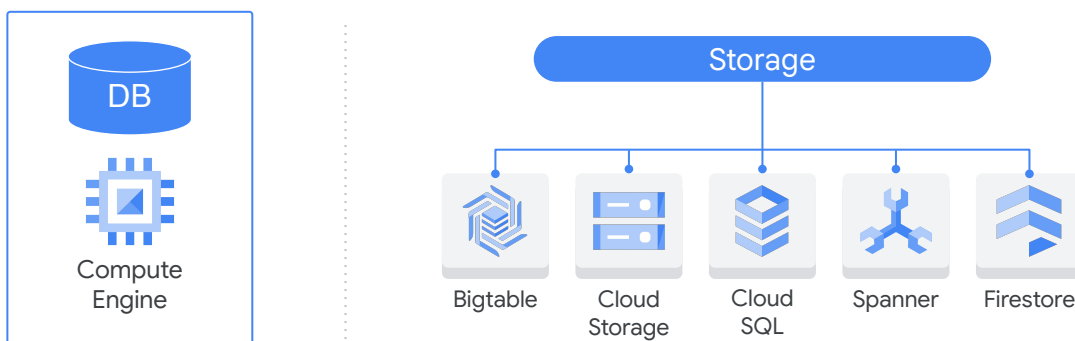 DB
Compute
Engine
Storage
Bigtable
Cloud
Storage
Cloud
SQL
Spanner
Firestore